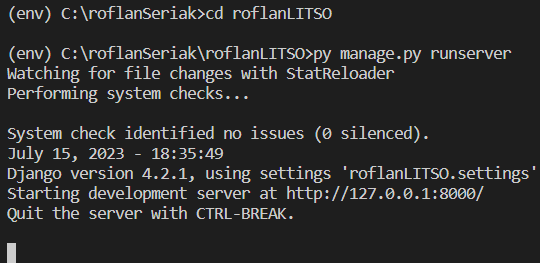 (env) C:\roflanSeriak>cd roflanLITSO
(env) C:\roflanSeriak\roflanLITSO>py manage.py runserver
Watching for file changes with StatReloader
Performing system checks...
System check identified no issues (0 silenced).
July 15, 2023 - 18:35:49
Django version 4.2.1, using settings 'roflanLITSO.settings'
Starting development server at http://127.0.0.1:8000/
Quit the server with CTRL-BREAK.